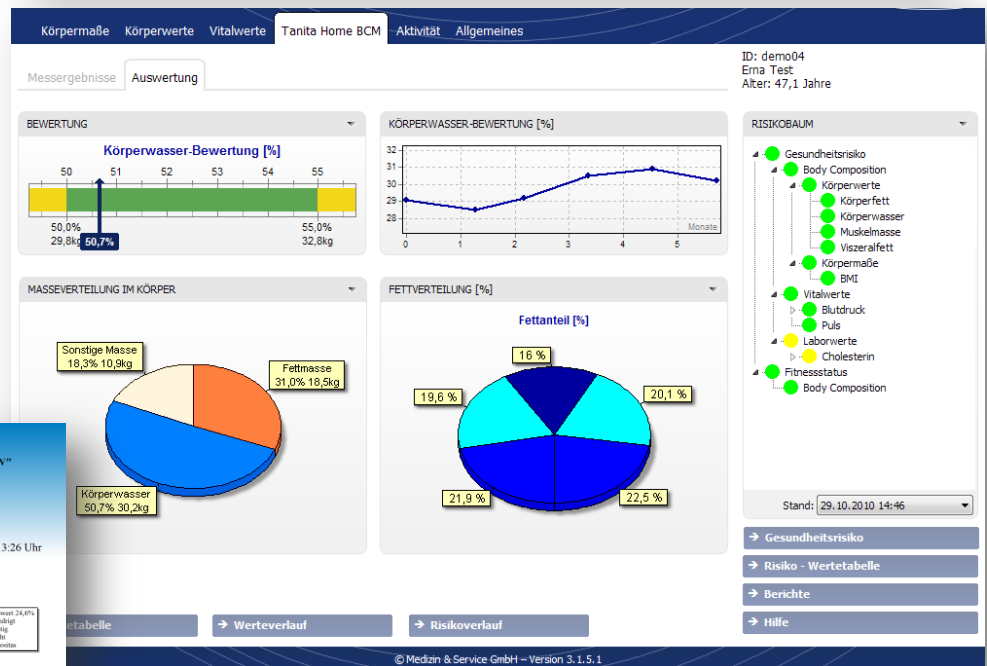 Körpermaße Körperwerte Vitalwerte Tanita Home BCM Aktivität Allgemeines
Messergebnisse Auswertung
ID: demo04
Erna Test
Alter: 47,1 Jahre
BEWERTUNG
Körperwasser-Bewertung [%]
50 51 52 53 54 55
50,0% 55,0%
29,8kg 50,7% 32,8kg
KÖRPERWASSER-BEWERTUNG [%]
32
31
30
29
28
Monate
0 1 2 3 4 5
MASSEVERTEILUNG IM KÖRPER
Sonstige Masse
18,3% 10,9kg
Fettmasse
31,0% 18,5kg
Körperwasser
50,7% 30,2kg
FETTVERTEILUNG [%]
Fettanteil [%]
16 %
19,6 % 20,1 %
21,9 % 22,5 %
RISIKOBAUM
Gesundheitsrisiko
Body Composition
Körperwerte
Körperfett
Körperwasser
Muskelmasse
Viszeralfett
Körpermaße
BMI
Vitalwerte
Blutdruck
Puls
Laborwerte
Cholesterin
Fitnessstatus
Body Composition
Stand: 29.10.2010 14:46
→ Gesundheitsrisiko
→ Risiko - Wertetabelle
→ Berichte
→ Hilfe
3:26 Uhr
etabelle → Werteverlauf → Risikoverlauf
© Medizin & Service GmbH – Version 3.1.5.1